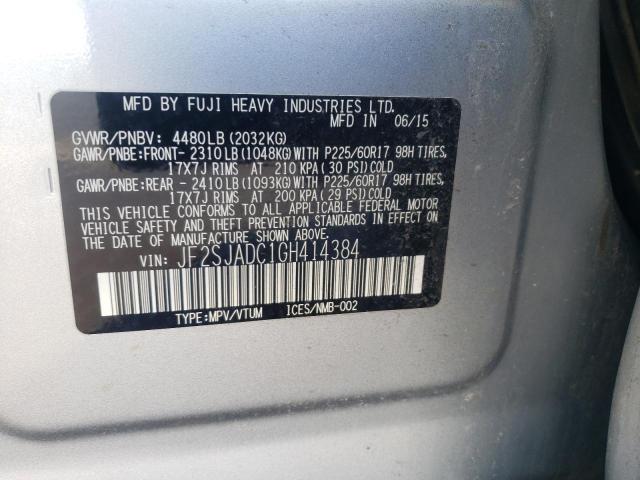 MFD BY FUJI HEAVY INDUSTRIES LTD.
MFD IN 06/15
GVWR/PNBV: 4480LB(2032KG)
GAWR/PNBE:FRONT- 2310LB(1048KG)WITH P225/60R17 98H TIRES,
17X7J RIMS AT 210 KPA( 30 PSI)COLD
GAWR/PNBE:REAR - 2410LB(1093KG)WITH P225/60R17 98H TIRES,
17X7J RIMS AT 200 KPA( 29 PSI)COLD
THIS VEHICLE CONFORMS TO ALL APPLICABLE FEDERAL MOTOR
VEHICLE SAFETY AND THEFT PREVENTION STANDARDS IN EFFECT
ON THE DATE OF MANUFACTURE SHOWN ABOVE.
VIN: JF2SJADC1GH414384
TYPE:MPV/VTUM ICES/NMB-002